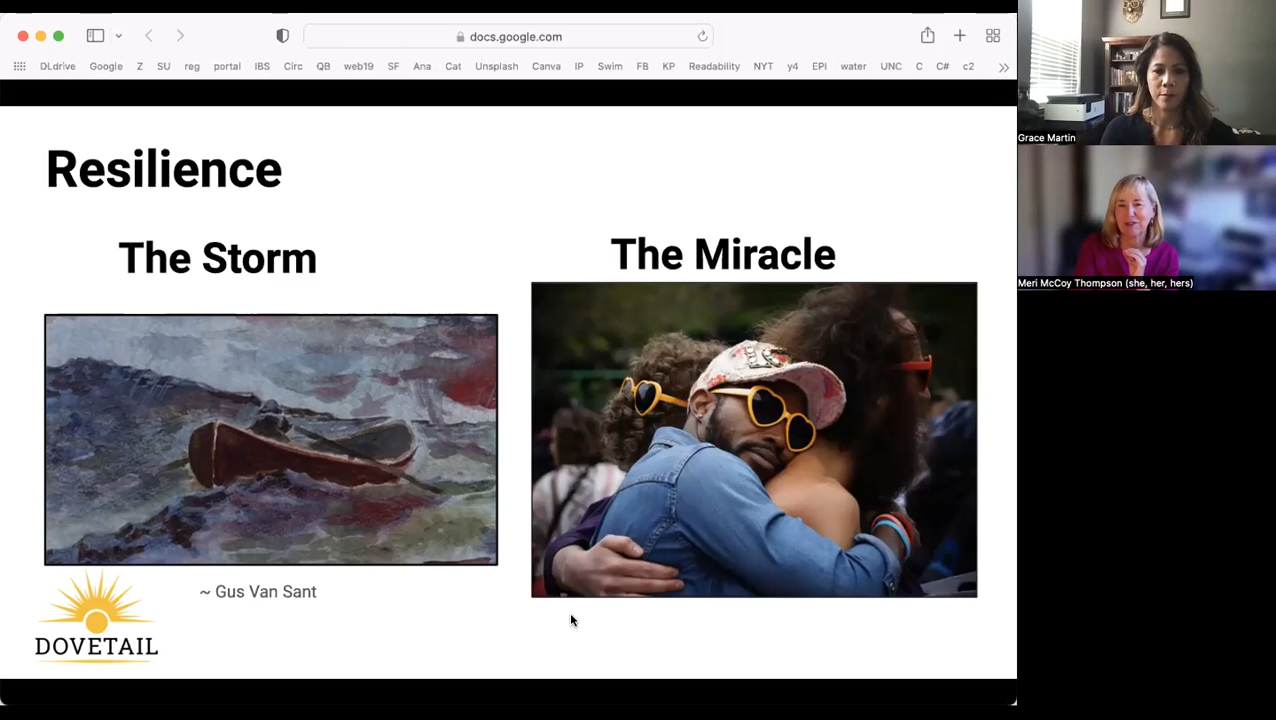 docs.google.com
DLdrive Google Z SU reg portal IBS Circ QB webst SF Ana Cat Unsplash Canva IP Swim FB KP Readability NYT y4 EPI water UNC C C# c2
Resilience
The Storm
The Miracle
~ Gus Van Sant
DOVETAIL
Grace Martin
Meri McCoy Thompson (she, her, hers)